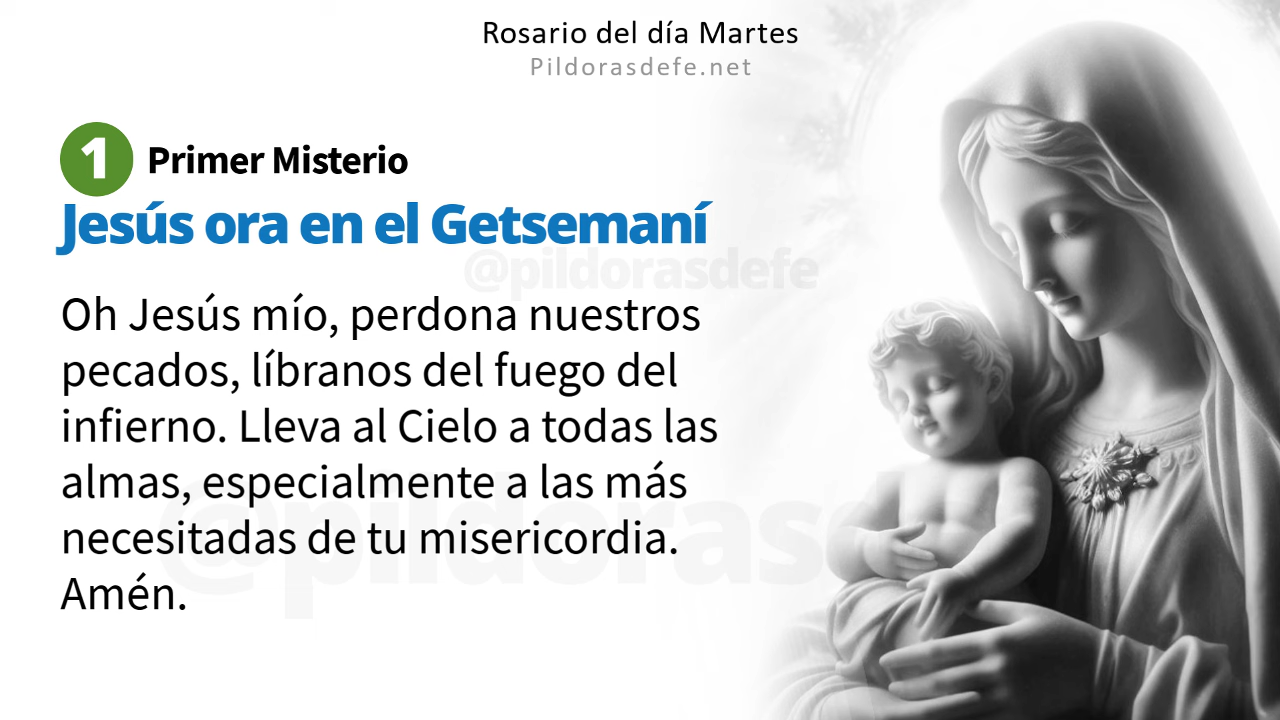 Rosario del día Martes
Pildorasdefe.net
1 Primer Misterio
Jesús ora en el Getsemaní
@pildorasdefe
Oh Jesús mío, perdona nuestros
pecados, líbranos del fuego del
infierno. Lleva al Cielo a todas las
almas, especialmente a las más
necesitadas de tu misericordia.
Amén.